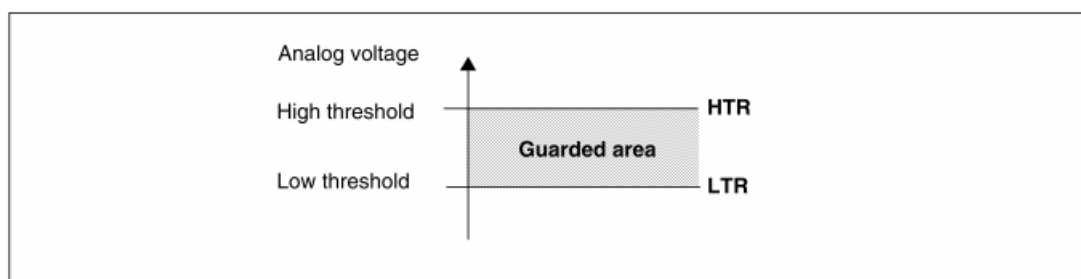 Analog voltage
High threshold
HTR
Guarded area
Low threshold
LTR